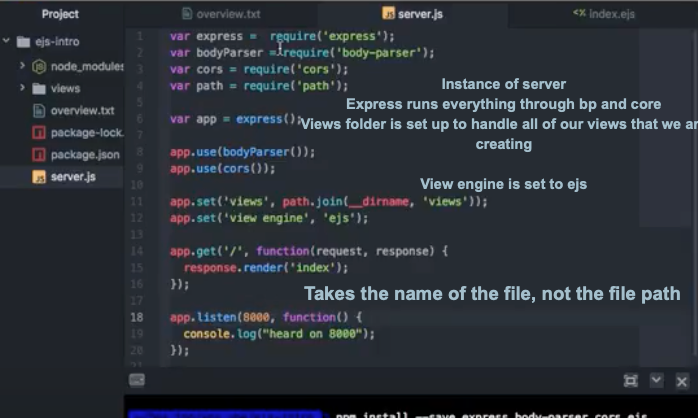 Project
overview.txt
server.js
index.ejs
ejs-intro
node_modules
views
overview.txt
package-lock.
package.json
server.js
1 var express = require('express');
2 var bodyParser = require('body-parser');
3 var cors = require('cors');
4 var path = require('path');
5
6 var app = express();
7
8 app.use(bodyParser());
9 app.use(cors());
10
11 app.set('views', path.join(__dirname, 'views'));
12 app.set('view engine', 'ejs');
13
14 app.get('/', function(request, response) {
15 response.render('index');
16 });
17
18 app.listen(8000, function() {
19 console.log("heard on 8000");
20 });
21
Instance of server
Express runs everything through bp and core
Views folder is set up to handle all of our views that we ar
creating
View engine is set to ejs
Takes the name of the file, not the file path
npm install --save express body-parser cors ejs